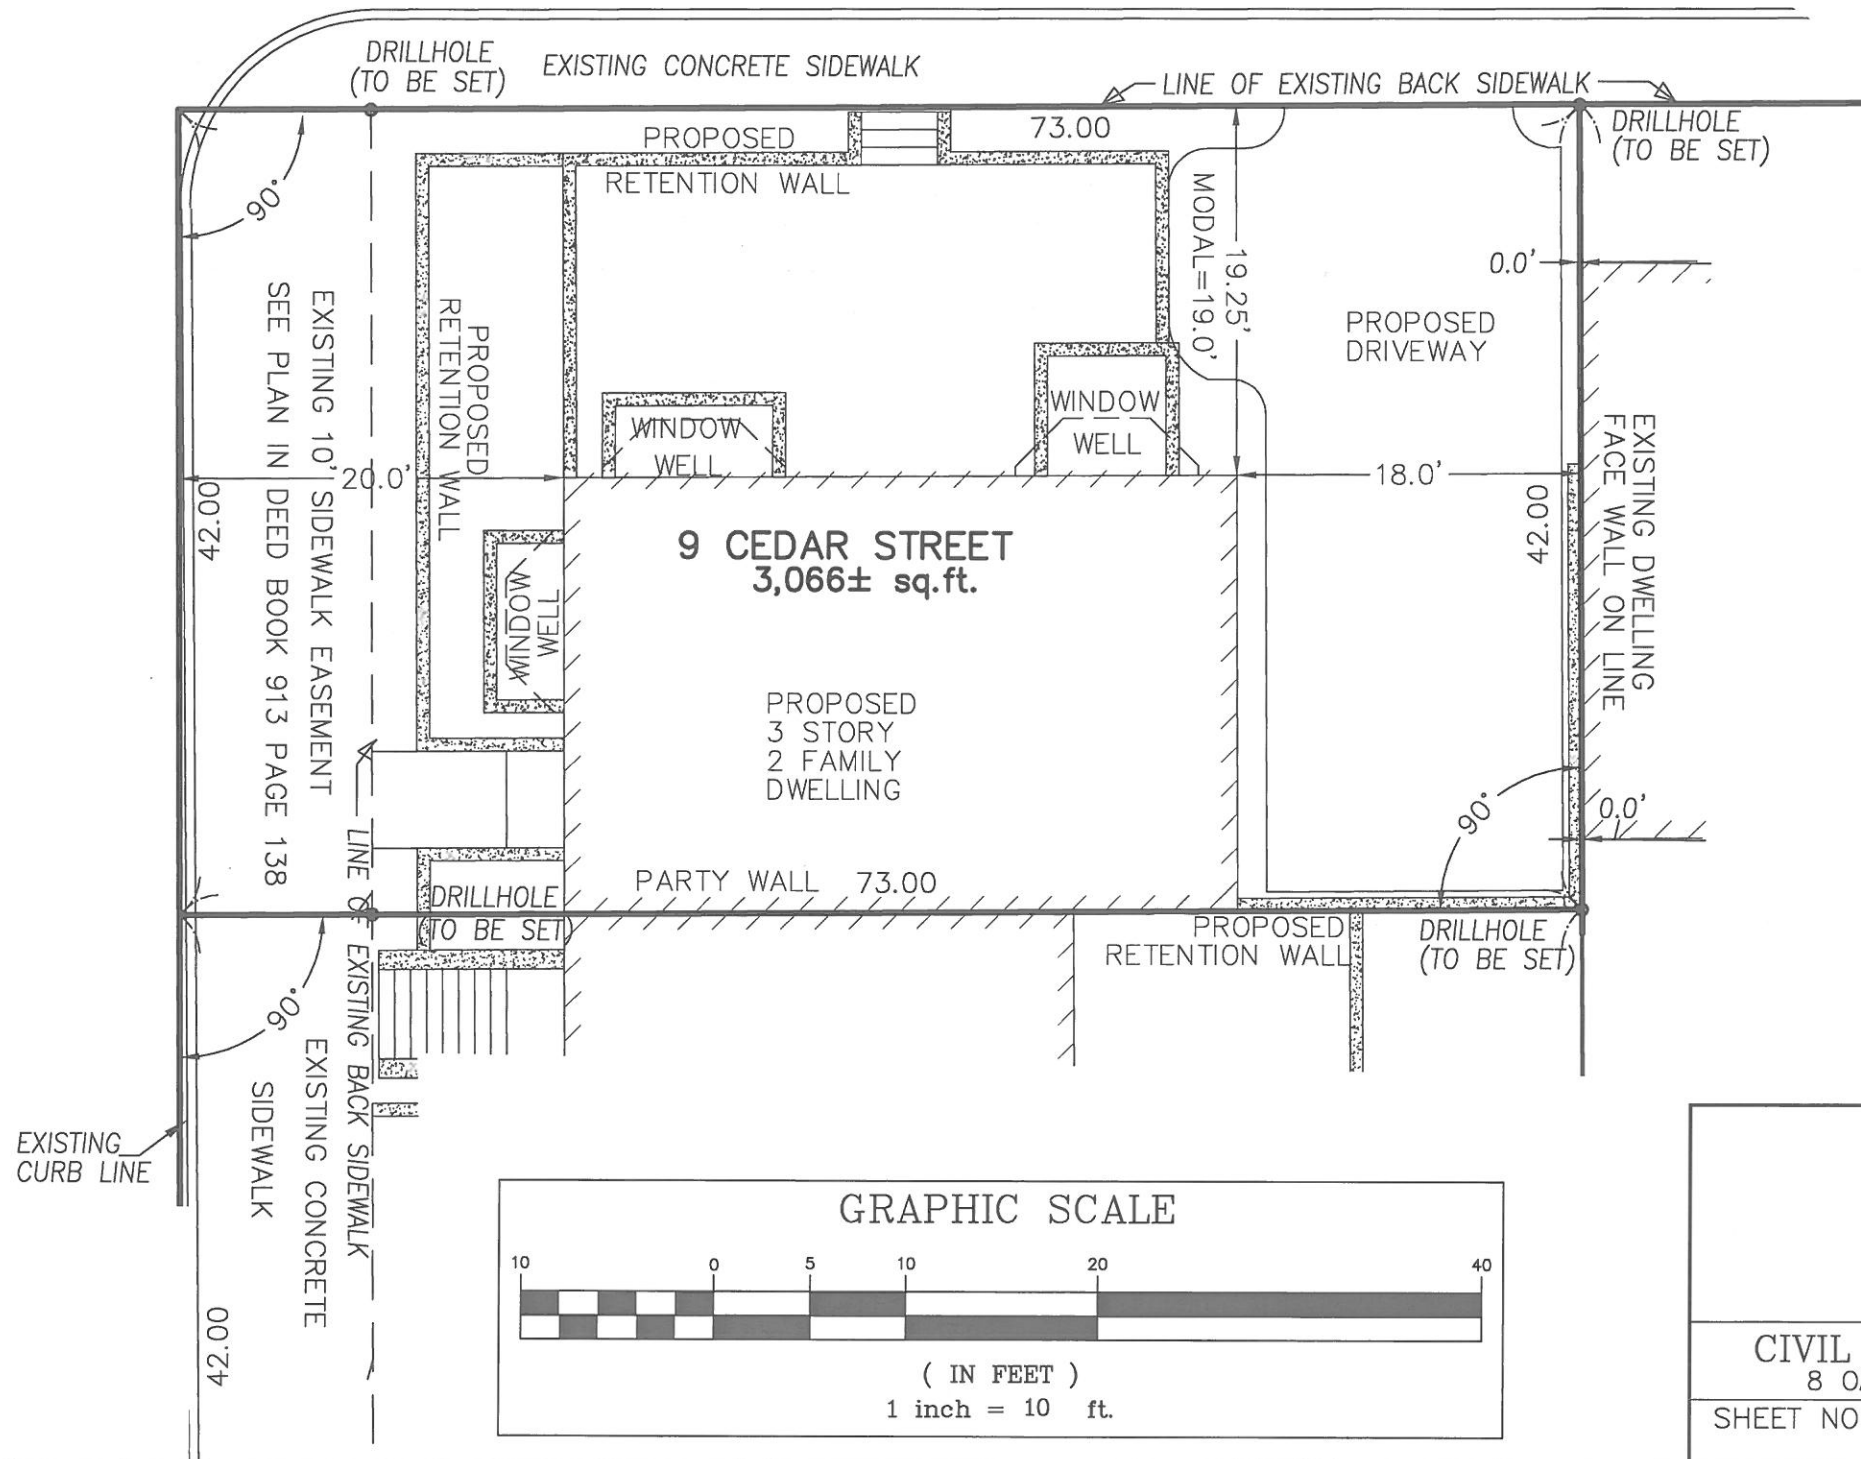 DRILLHOLE
(TO BE SET)
EXISTING CONCRETE SIDEWALK
LINE OF EXISTING BACK SIDEWALK
DRILLHOLE
(TO BE SET)
PROPOSED
RETENTION WALL
73.00
90°
MODAL=19.0'
19.25'
0.0'
PROPOSED
DRIVEWAY
EXISTING 10' SIDEWALK EASEMENT
SEE PLAN IN DEED BOOK 913 PAGE 138
PROPOSED
RETENTION WALL
WINDOW
WELL
WINDOW
WELL
20.0'
18.0'
42.00
42.00
EXISTING DWELLING
FACE WALL ON LINE
9 CEDAR STREET
3,066± sq.ft.
WINDOW
WELL
PROPOSED
3 STORY
2 FAMILY
DWELLING
90°
0.0'
PARTY WALL 73.00
DRILLHOLE
(TO BE SET)
PROPOSED
RETENTION WALL
DRILLHOLE
(TO BE SET)
LINE OF EXISTING BACK SIDEWALK
90°
EXISTING CONCRETE
SIDEWALK
EXISTING
CURB LINE
42.00
GRAPHIC SCALE
10 0 5 10 20 40
( IN FEET )
1 inch = 10 ft.
CIVIL
8 
SHEET NO